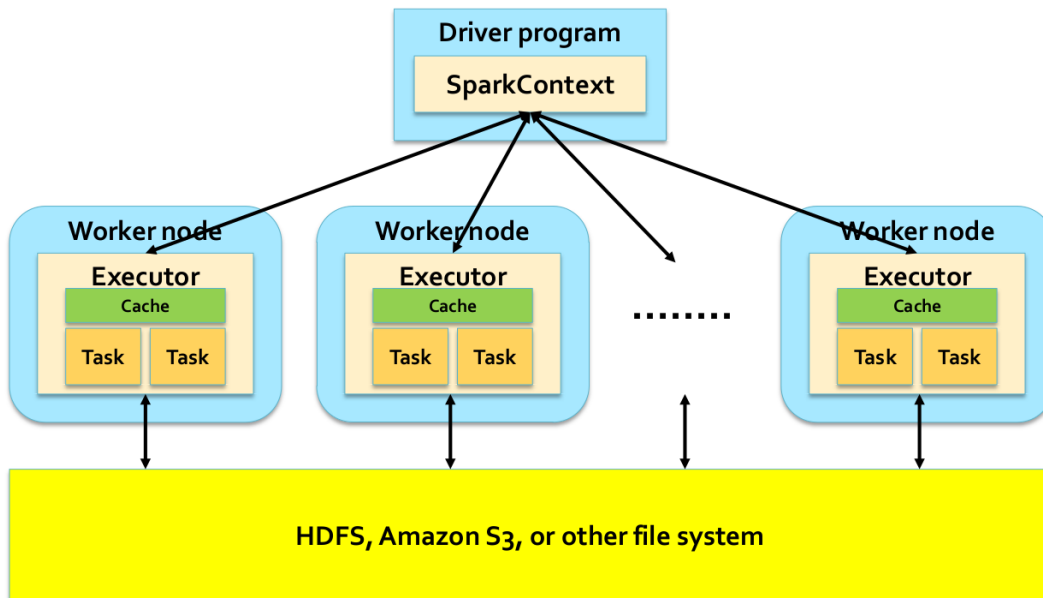 Driver program
SparkContext
Worker node
Worker node
Worker node
Executor
Executor
Executor
Cache
Cache
Cache
Task
Task
Task
Task
Task
Task
........
HDFS, Amazon S3, or other file system